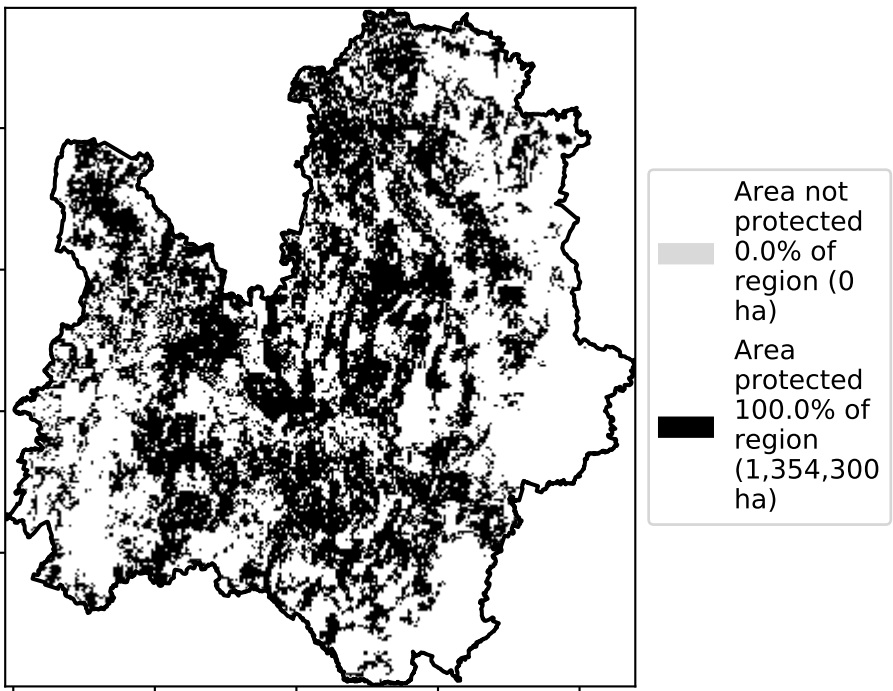 Area not
protected
0.0% of
region (0
ha)
Area
protected
100.0% of
region
(1,354,300
ha)